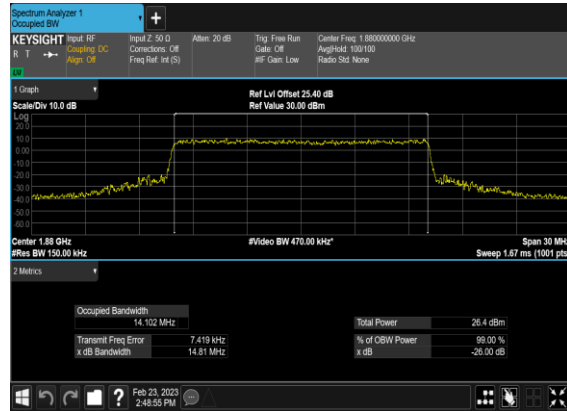 Spectrum Analyzer 1
Occupied BW
+
KEYSIGHT Input: RF Input Z: 50 Ω Atten: 20 dB Trig: Free Run Center Freq: 1.880000000 GHz
R T Coupling: DC Corrections: Off Gate: Off Avg|Hold: 100/100
Align: Off Freq Ref: Int (S) #IF Gain: Low Radio Std: None
1 Graph
Ref Lvl Offset 25.40 dB
Scale/Div 10.0 dB Ref Value 30.00 dBm
Log
20.0
10.0
0.00
-10.0
-20.0
-30.0
-40.0
-50.0
-60.0
Center 1.88 GHz #Video BW 470.00 kHz* Span 30 MHz
#Res BW 150.00 kHz Sweep 1.67 ms (1001 pts
2 Metrics
Occupied Bandwidth
14.102 MHz Total Power 26.4 dBm
Transmit Freq Error 7.419 kHz % of OBW Power 99.00 %
x dB Bandwidth 14.81 MHz x dB -26.00 dB
? Feb 23, 2023
2:48:55 PM